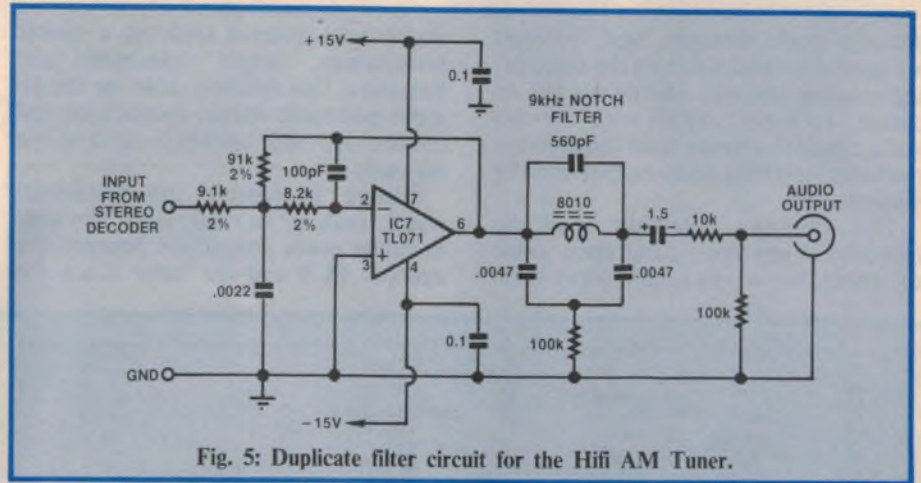 +15V
0.1
9kHz NOTCH
FILTER
560pF
91k
2%
100pF
INPUT
FROM
STEREO
DECODER
9.1k
2%
8.2k
2%
2
7
IC7
TL071
6
3
4
8010
1.5
+
−
10k
AUDIO
OUTPUT
.0047
.0047
.0022
0.1
100k
100k
GND
−15V
Fig. 5: Duplicate filter circuit for the Hifi AM Tuner.